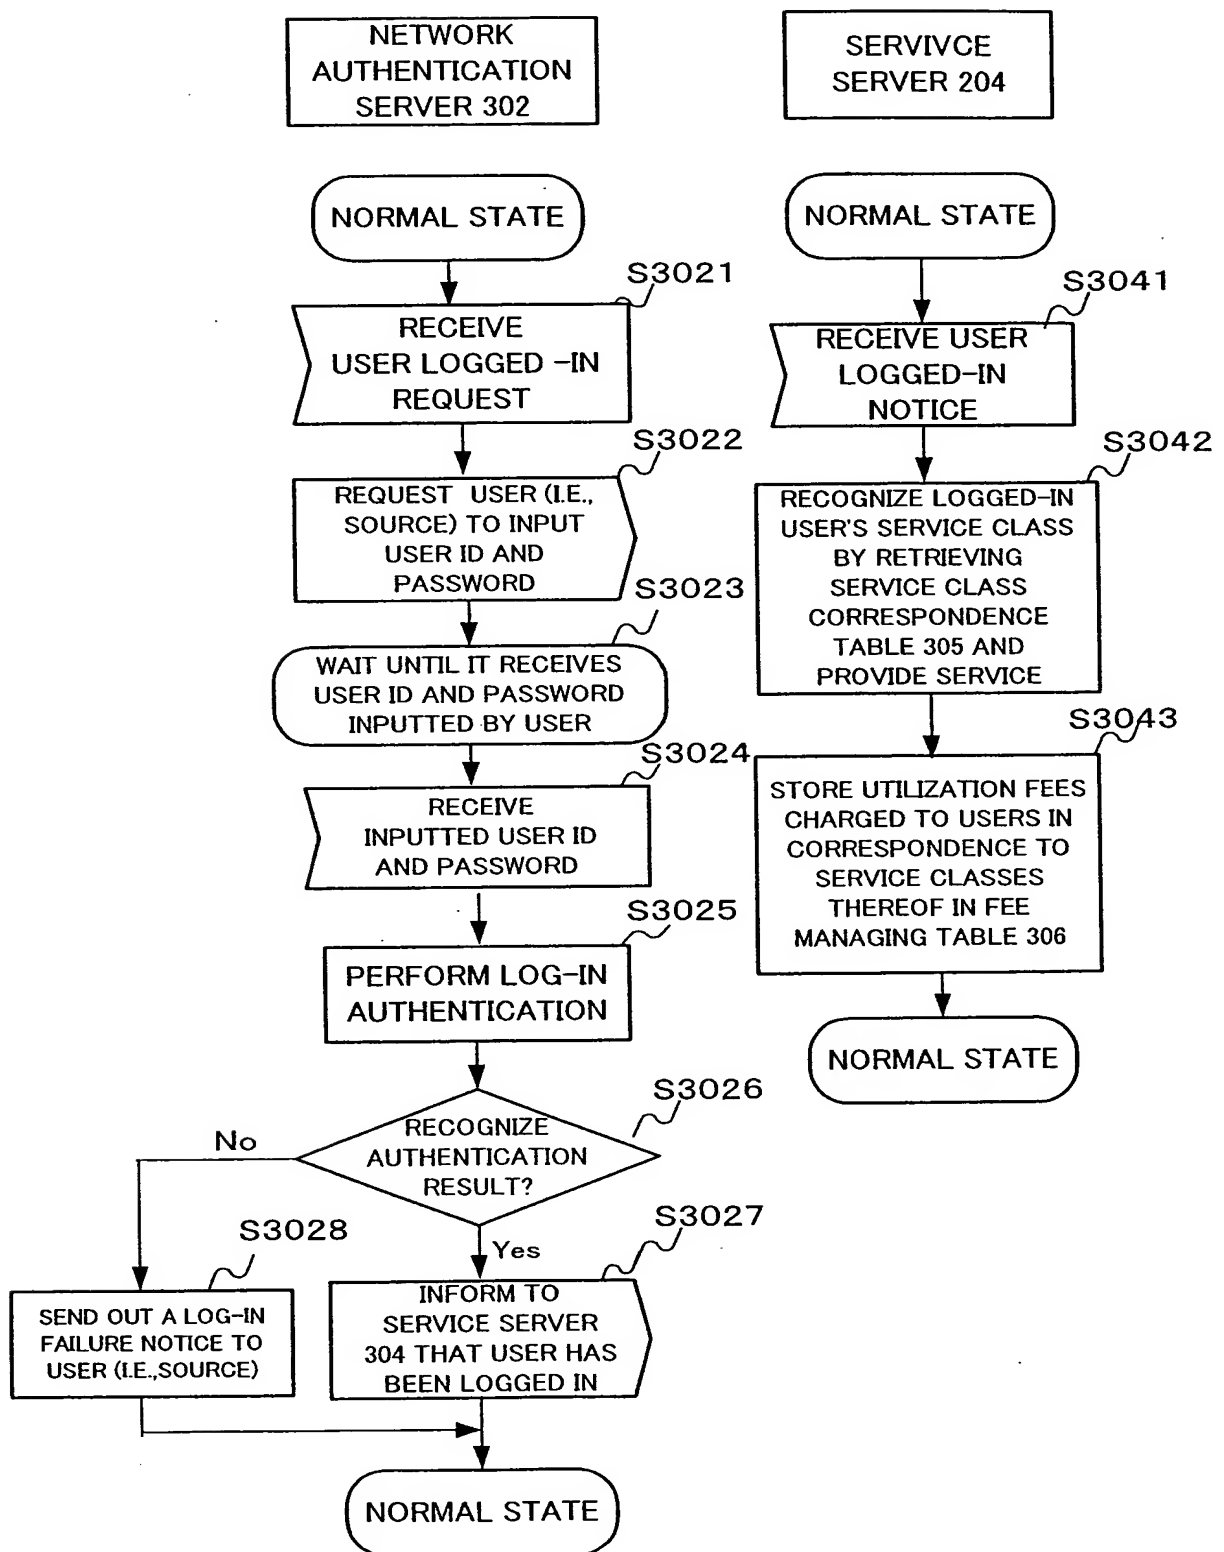 NETWORK
AUTHENTICATION
SERVER 302
NORMAL STATE
S3021
RECEIVE
USER LOGGED –IN
REQUEST
S3022
REQUEST USER (I.E.,
SOURCE) TO INPUT
USER ID AND
PASSWORD
S3023
WAIT UNTIL IT RECEIVES
USER ID AND PASSWORD
INPUTTED BY USER
S3024
RECEIVE
INPUTTED USER ID
AND PASSWORD
S3025
PERFORM LOG-IN
AUTHENTICATION
S3026
RECOGNIZE
AUTHENTICATION
RESULT?
No
Yes
S3028
SEND OUT A LOG-IN
FAILURE NOTICE TO
USER (I.E.,SOURCE)
S3027
INFORM TO
SERVICE SERVER
304 THAT USER HAS
BEEN LOGGED IN
NORMAL STATE
SERVIVCE
SERVER 204
NORMAL STATE
S3041
RECEIVE USER
LOGGED-IN
NOTICE
S3042
RECOGNIZE LOGGED-IN
USER'S SERVICE CLASS
BY RETRIEVING
SERVICE CLASS
CORRESPONDENCE
TABLE 305 AND
PROVIDE SERVICE
S3043
STORE UTILIZATION FEES
CHARGED TO USERS IN
CORRESPONDENCE TO
SERVICE CLASSES
THEREOF IN FEE
MANAGING TABLE 306
NORMAL STATE